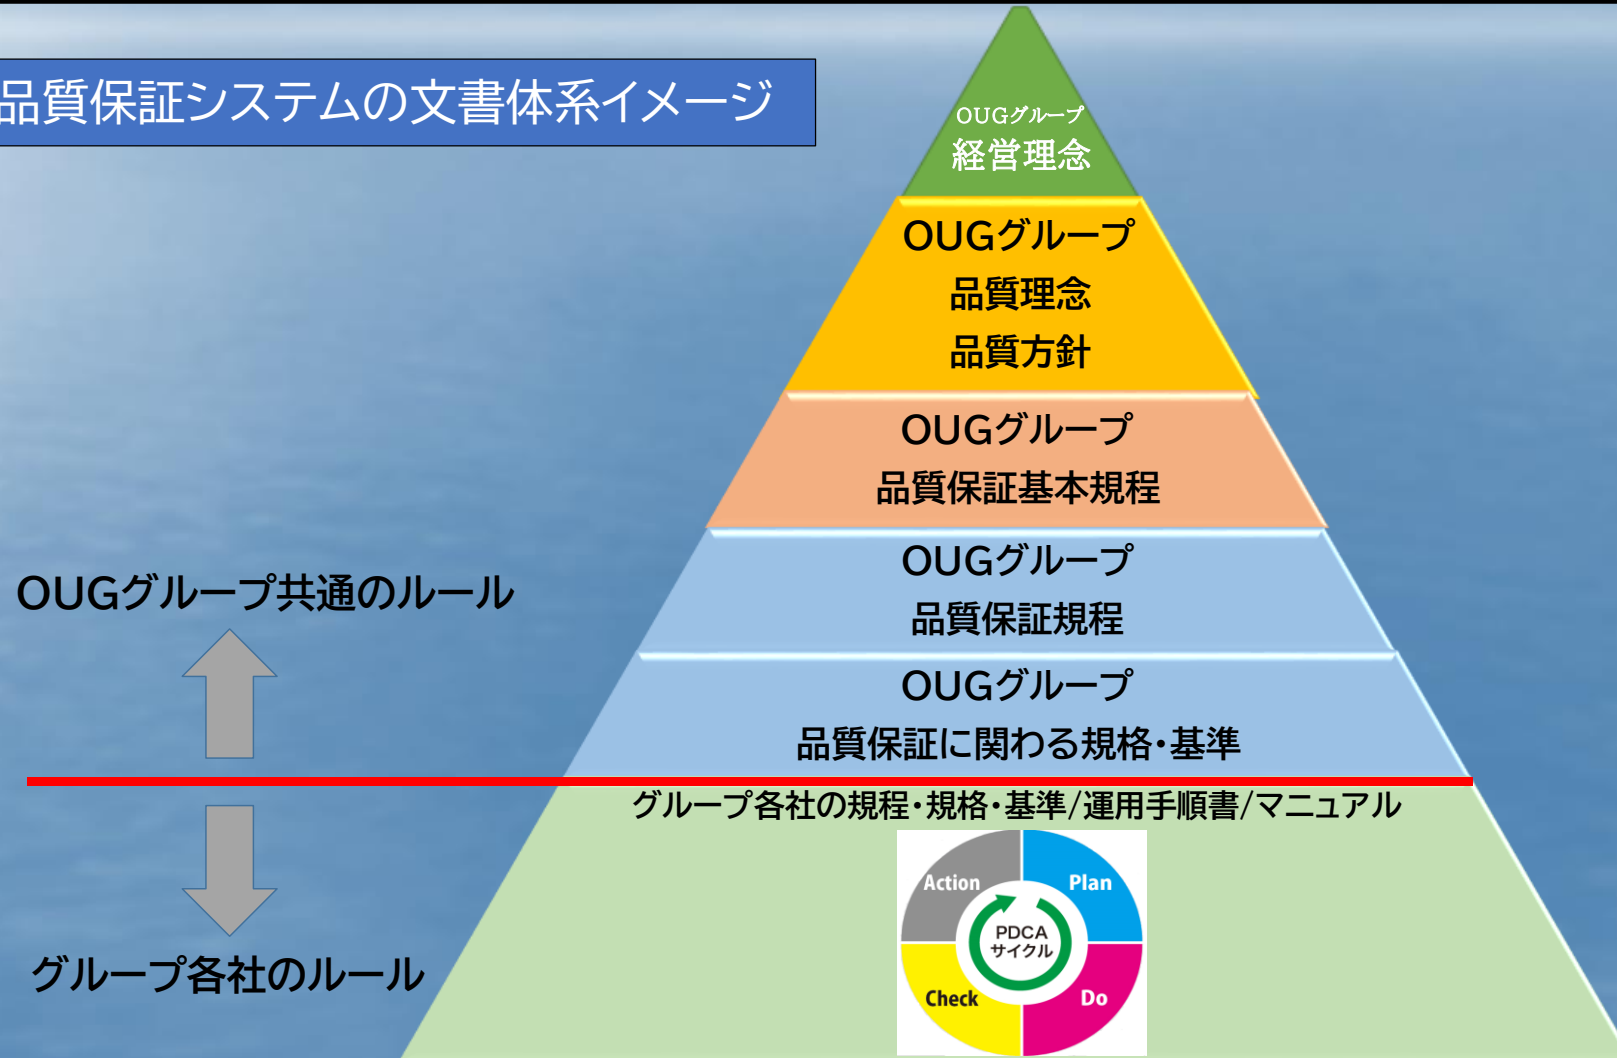 品質保証システムの文書体系イメージ
OUGグループ
経営理念
OUGグループ
品質理念
品質方針
OUGグループ
品質保証基本規程
OUGグループ
品質保証規程
OUGグループ
品質保証に関わる規格・基準
OUGグループ共通のルール
グループ各社の規程・規格・基準/運用手順書/マニュアル
グループ各社のルール
Action
Plan
PDCA
サイクル
Check
Do